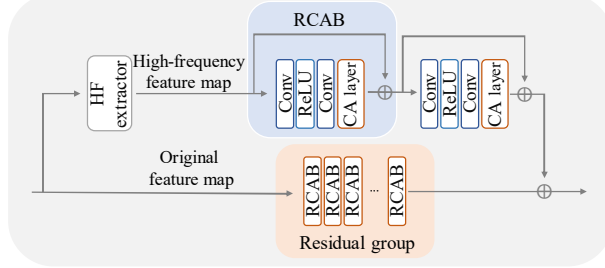 RCAB
HF
extractor
High-frequency
feature map
Conv
ReLU
Conv
CA layer
Conv
ReLU
Conv
CA layer
Original
feature map
RCAB
RCAB
RCAB
...
RCAB
Residual group